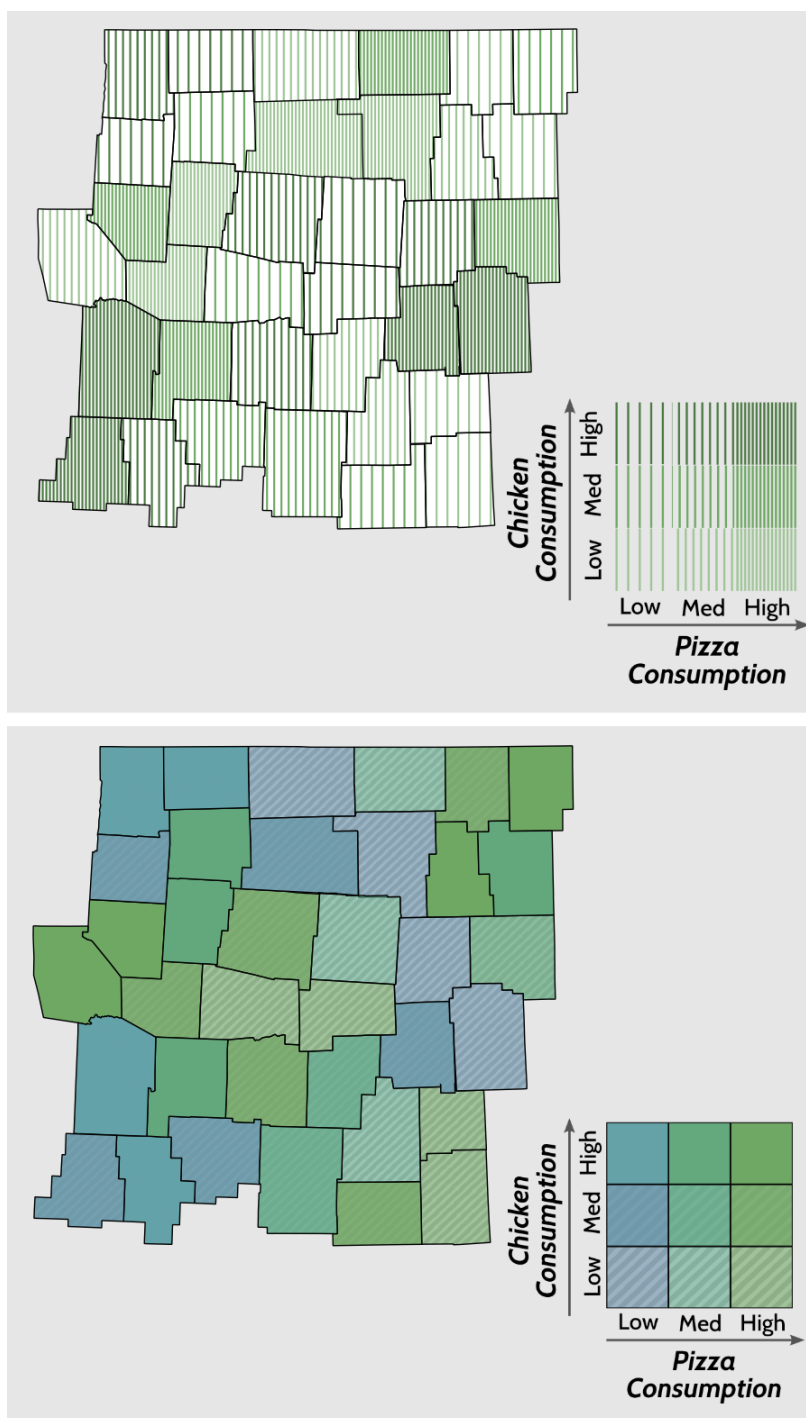 Chicken
Consumption
High
Med
Low
Low Med High
Pizza
Consumption
Chicken
Consumption
High
Med
Low
Low Med High
Pizza
Consumption